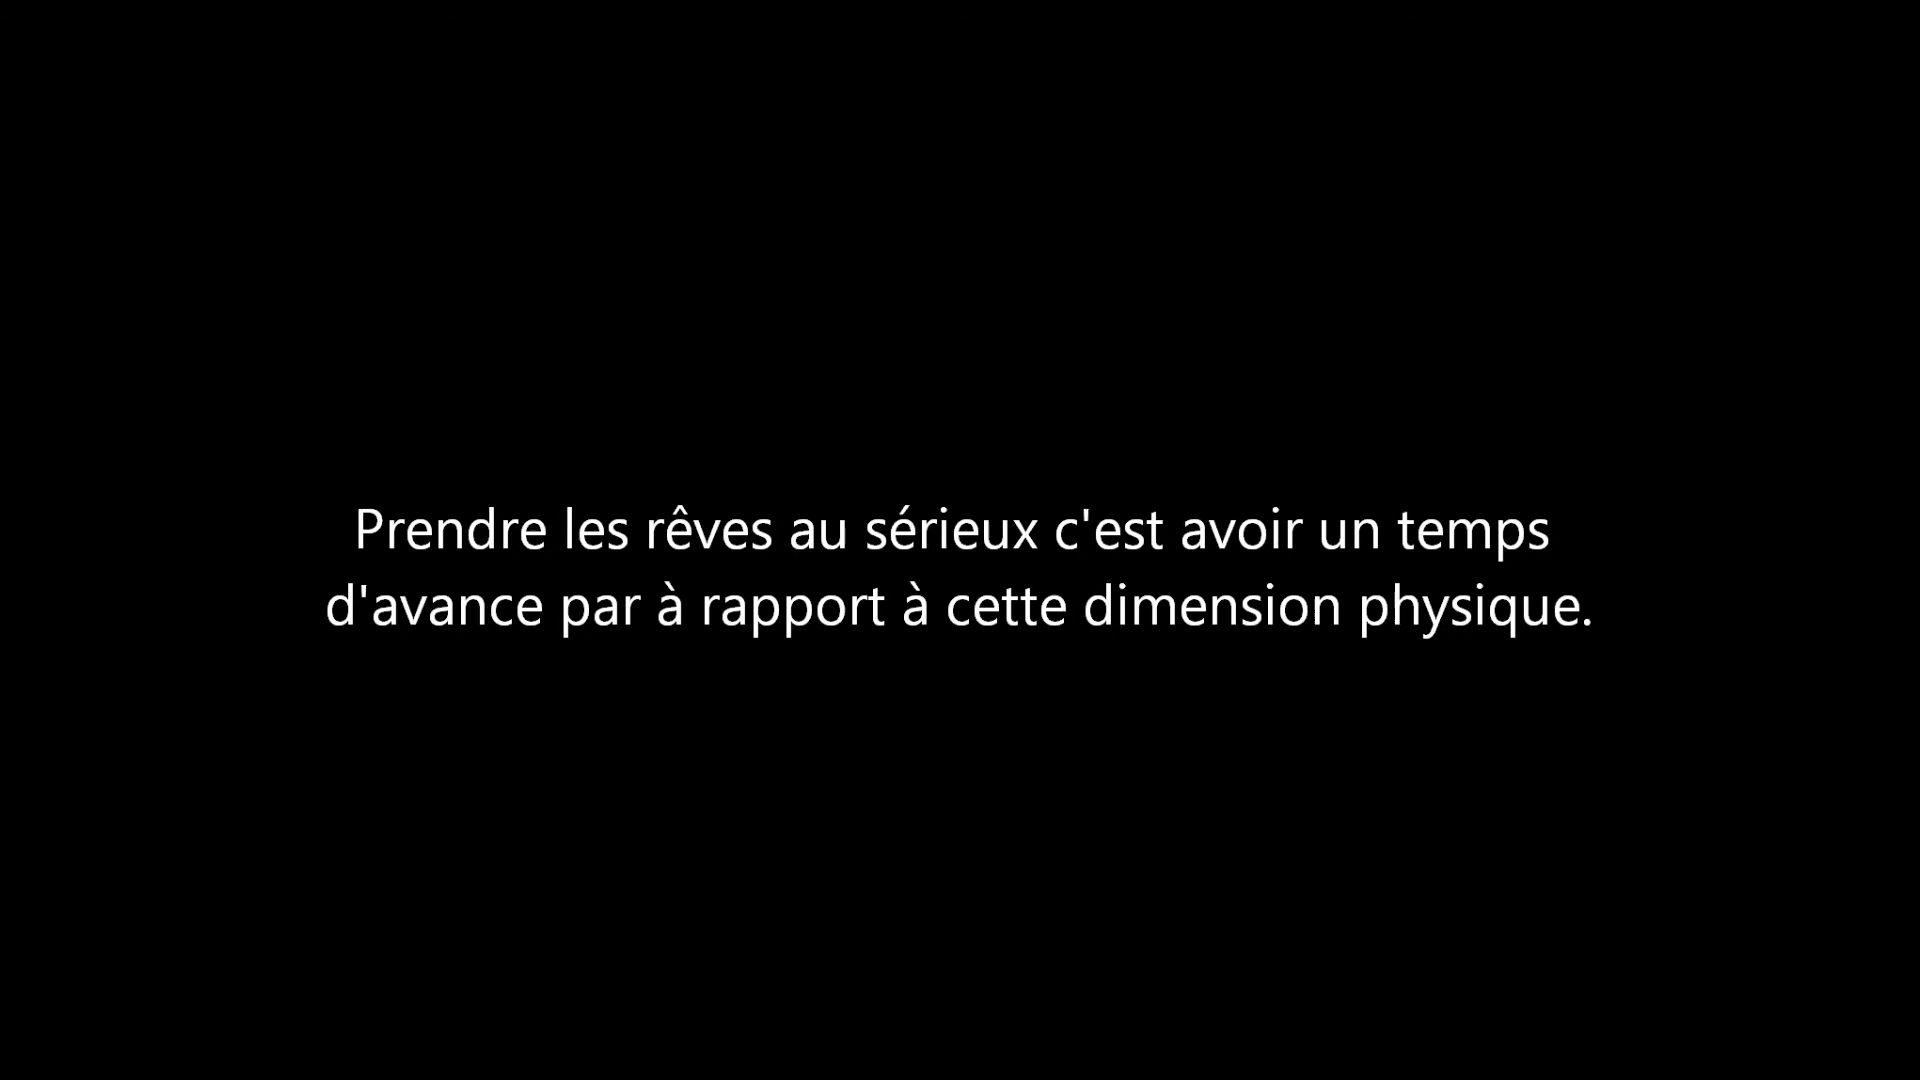 Prendre les rêves au sérieux c'est avoir un temps
d'avance par à rapport à cette dimension physique.